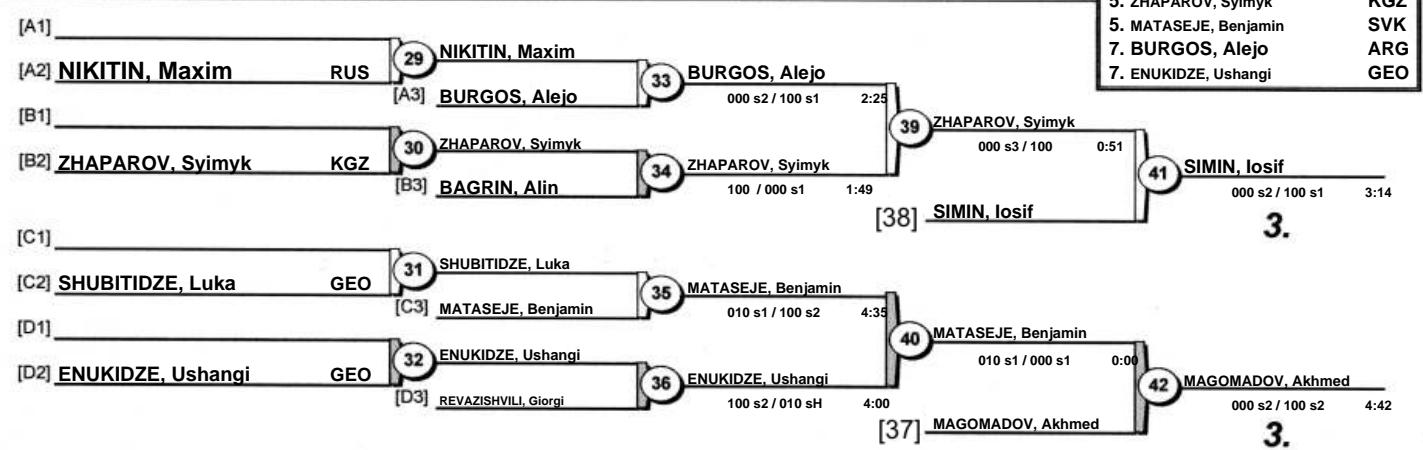 5. ZHAPAROV, Syimyk KGZ
5. MATASEJE, Benjamin SVK
7. BURGOS, Alejo ARG
7. ENUKIDZE, Ushangi GEO
[A1]
[A2] NIKITIN, Maxim RUS
29
NIKITIN, Maxim
[A3] BURGOS, Alejo
33
BURGOS, Alejo
000 s2 / 100 s1 2:25
[B1]
[B2] ZHAPAROV, Syimyk KGZ
30
ZHAPAROV, Syimyk
[B3] BAGRIN, Alin
34
ZHAPAROV, Syimyk
100 / 000 s1 1:49
39
ZHAPAROV, Syimyk
000 s3 / 100 0:51
[38] SIMIN, Iosif
41
SIMIN, Iosif
000 s2 / 100 s1 3:14
3.
[C1]
[C2] SHUBITIDZE, Luka GEO
31
SHUBITIDZE, Luka
[C3] MATASEJE, Benjamin
35
MATASEJE, Benjamin
010 s1 / 100 s2 4:35
[D1]
[D2] ENUKIDZE, Ushangi GEO
32
ENUKIDZE, Ushangi
[D3] REVAZISHVILI, Giorgi
36
ENUKIDZE, Ushangi
100 s2 / 010 sH 4:00
40
MATASEJE, Benjamin
010 s1 / 000 s1 0:00
[37] MAGOMADOV, Akhmed
42
MAGOMADOV, Akhmed
000 s2 / 100 s2 4:42
3.